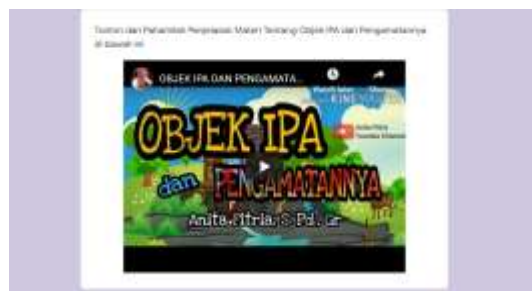 Tonton dan Pahamilah Penjelasan Materi Tentang Objek IPA dan Pengamatannya
di bawah ini
OBJEK IPA DAN PENGAMATA...
OBJEK IPA
dan PENGAMATANNYA
Anita Fitria, S.Pd., Gr